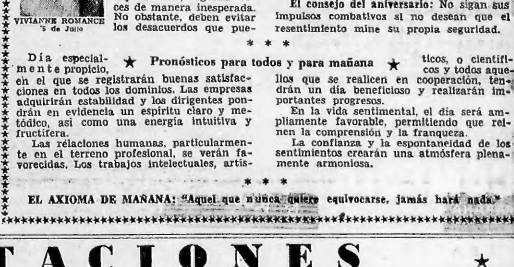 ces de manera inesperada.
No obstante, deben evitar
los desacuerdos que pue-
VIVIANNE ROMANCE
5 de Julio
El consejo del aniversario: No sigan sus
impulsos combativos si no desean que el
resentimiento mine su propia seguridad.
* * *
★ Pronósticos para todos y para mañana ★
Día especial-
mente propicio,
en el que se registrarán buenas satisfac-
ciones en todos los dominios. Las empresas
adquirirán estabilidad y los dirigentes pon-
drán en evidencia un espíritu claro y me-
tódico, así como una energía intuitiva y
fructífera.
Las relaciones humanas, particularmen-
te en el terreno profesional, se verán fa-
vorecidas. Los trabajos intelectuales, artís-
ticos, o científi-
cos y todos aque-
llos que se realicen en cooperación, ten-
drán un día beneficioso y realizarán im-
portantes progresos.
En la vida sentimental, el día será am-
pliamente favorable, permitiendo que rei-
nen la comprensión y la franqueza.
La confianza y la espontaneidad de los
sentimientos crearán una atmósfera plena-
mente armoniosa.
* * *
EL AXIOMA DE MAÑANA: "Aquel que nunca quiere equivocarse, jamás hará nada."
TACIONES ★